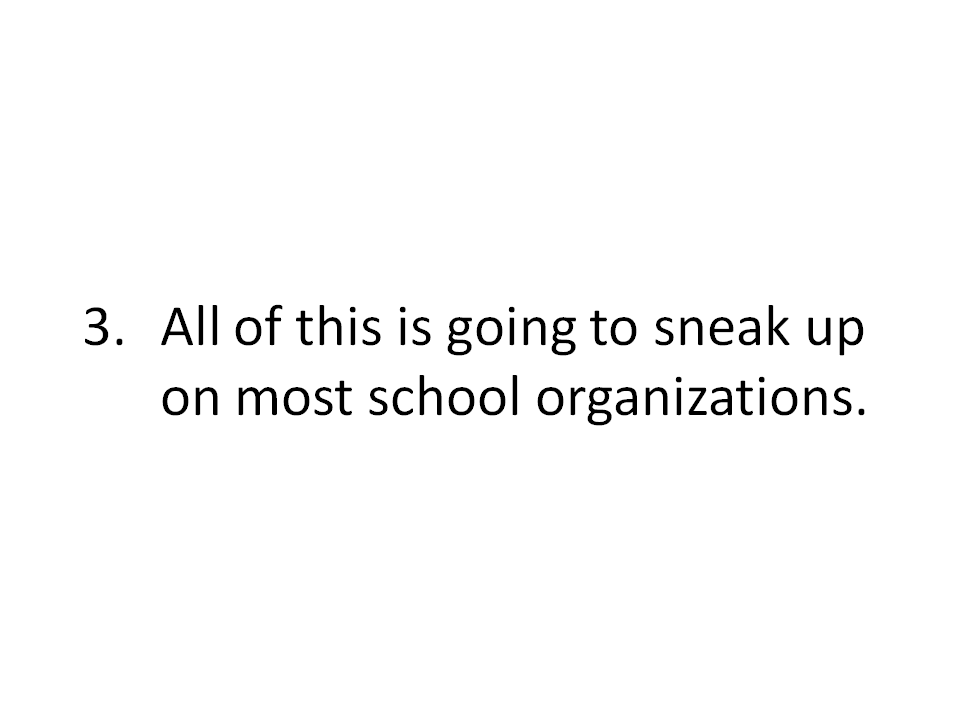 3. All of this is going to sneak up
on most school organizations.